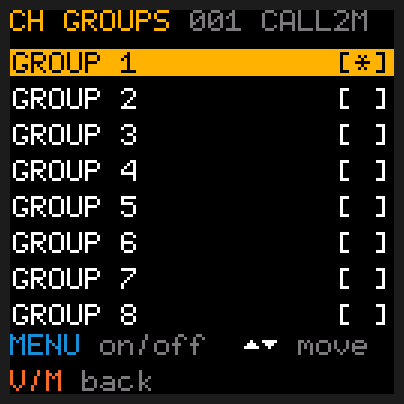 CH GROUPS 001 CALL2M
GROUP 1 [*]
GROUP 2 [ ]
GROUP 3 [ ]
GROUP 4 [ ]
GROUP 5 [ ]
GROUP 6 [ ]
GROUP 7 [ ]
GROUP 8 [ ]
MENU on/off ▲▼ move
V/M back